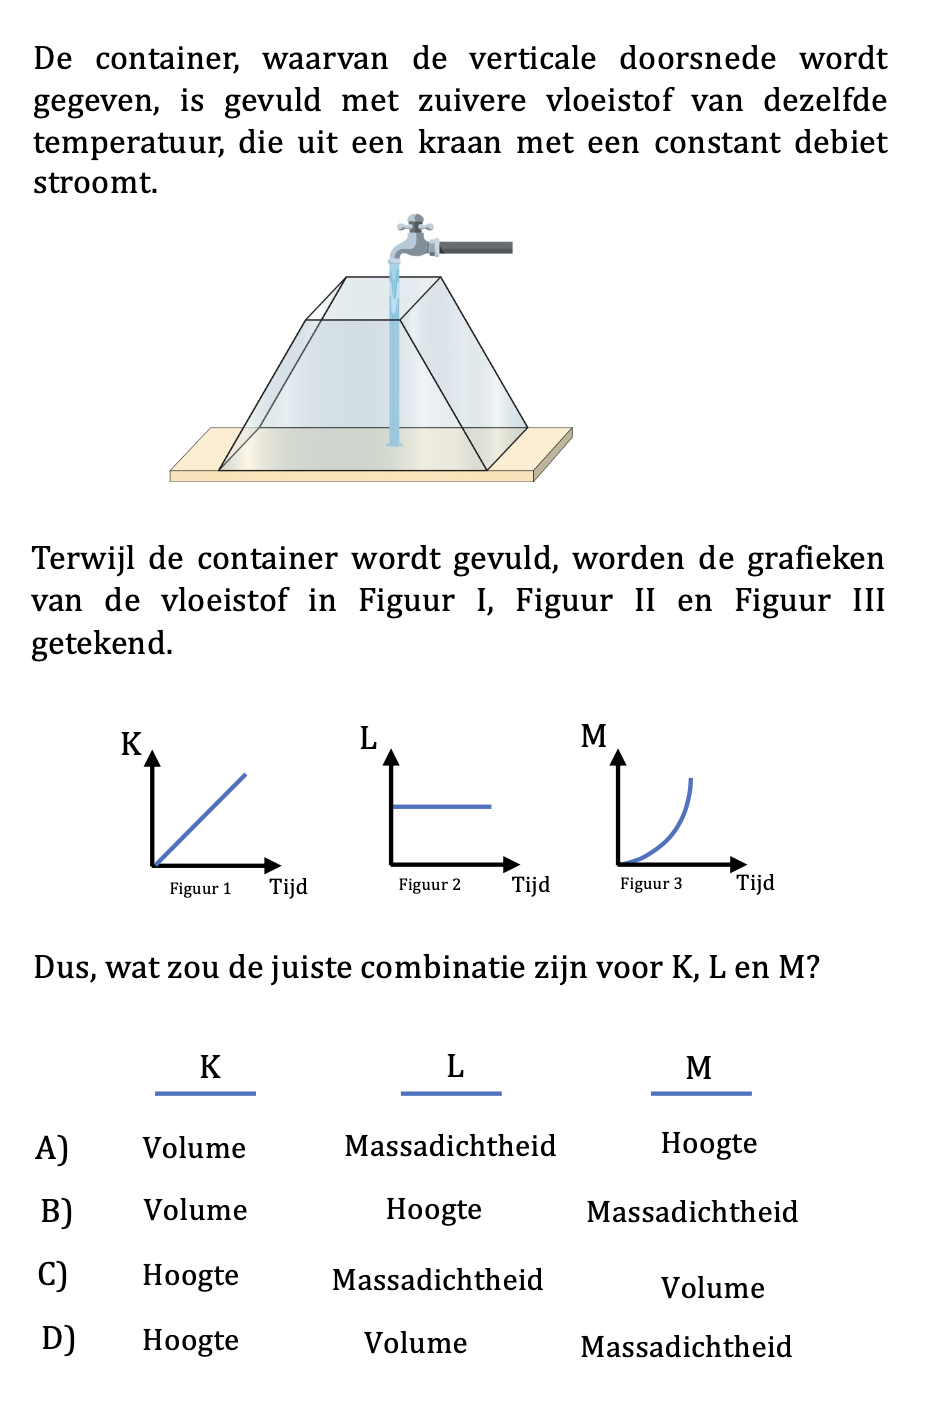 De container, waarvan de verticale doorsnede wordt
gegeven, is gevuld met zuivere vloeistof van dezelfde
temperatuur, die uit een kraan met een constant debiet
stroomt.
Terwijl de container wordt gevuld, worden de grafieken
van de vloeistof in Figuur I, Figuur II en Figuur III
getekend.
K L M
Figuur 1 Tijd Figuur 2 Tijd Figuur 3 Tijd
Dus, wat zou de juiste combinatie zijn voor K, L en M?
K L M
A) Volume Massadichtheid Hoogte
B) Volume Hoogte Massadichtheid
C) Hoogte Massadichtheid Volume
D) Hoogte Volume Massadichtheid